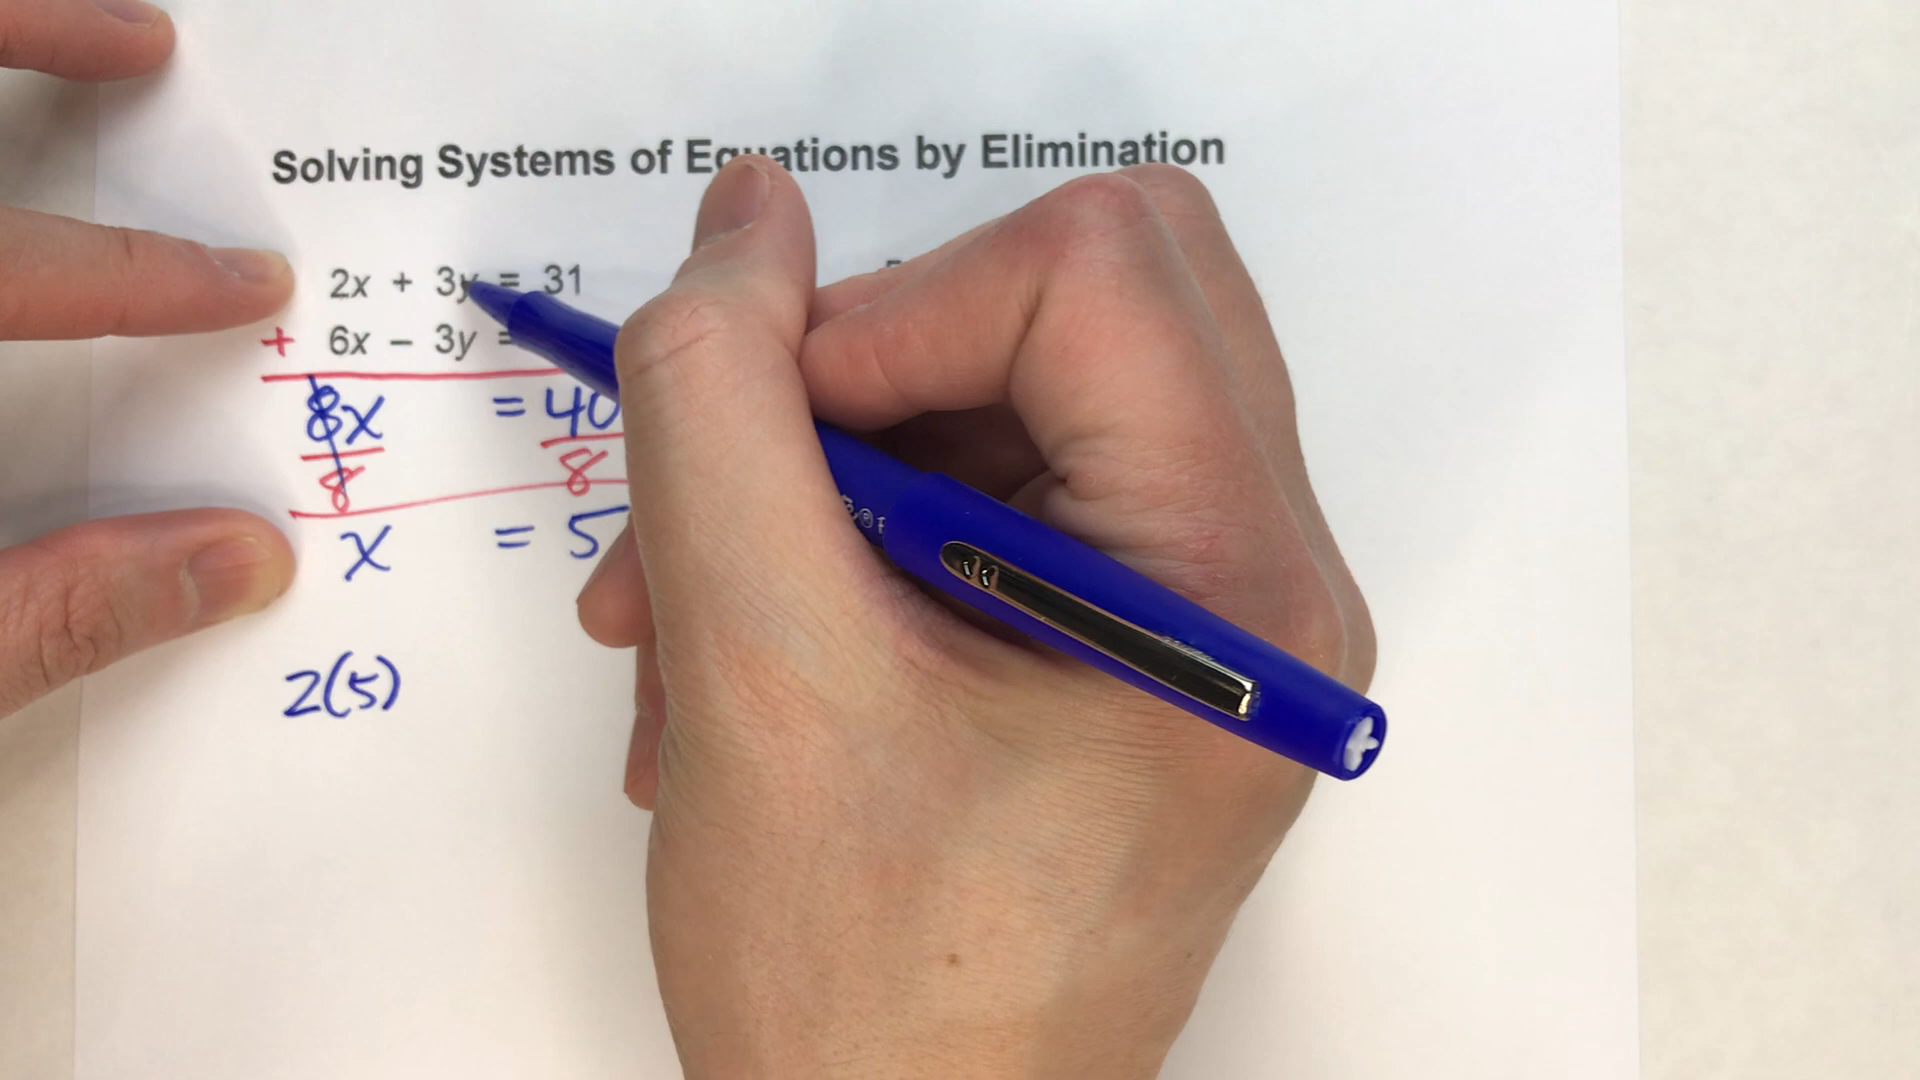 Solving Systems of Equations by Elimination
2x + 3y = 31
+ 6x – 3y =
8x = 40
8 8
x = 5
2(5)